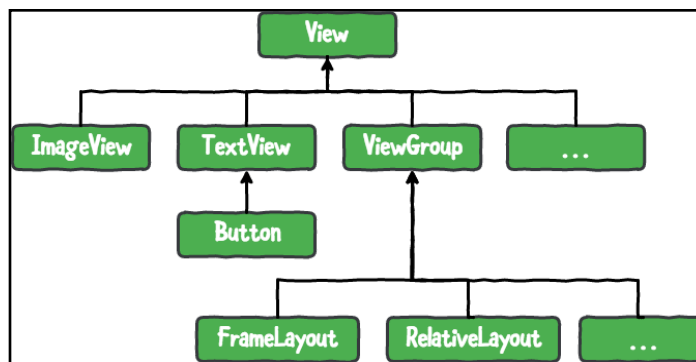 View
ImageView
TextView
ViewGroup
...
Button
FrameLayout
RelativeLayout
...